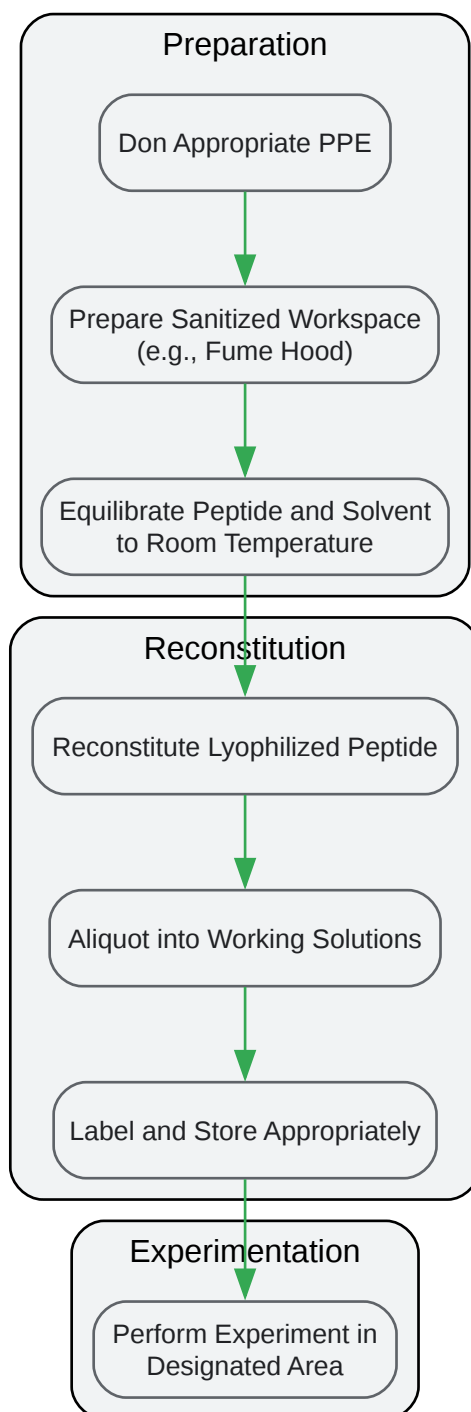 Preparation
Don Appropriate PPE
Prepare Sanitized Workspace
(e.g., Fume Hood)
Equilibrate Peptide and Solvent
to Room Temperature
Reconstitution
Reconstitute Lyophilized Peptide
Aliquot into Working Solutions
Label and Store Appropriately
Experimentation
Perform Experiment in
Designated Area